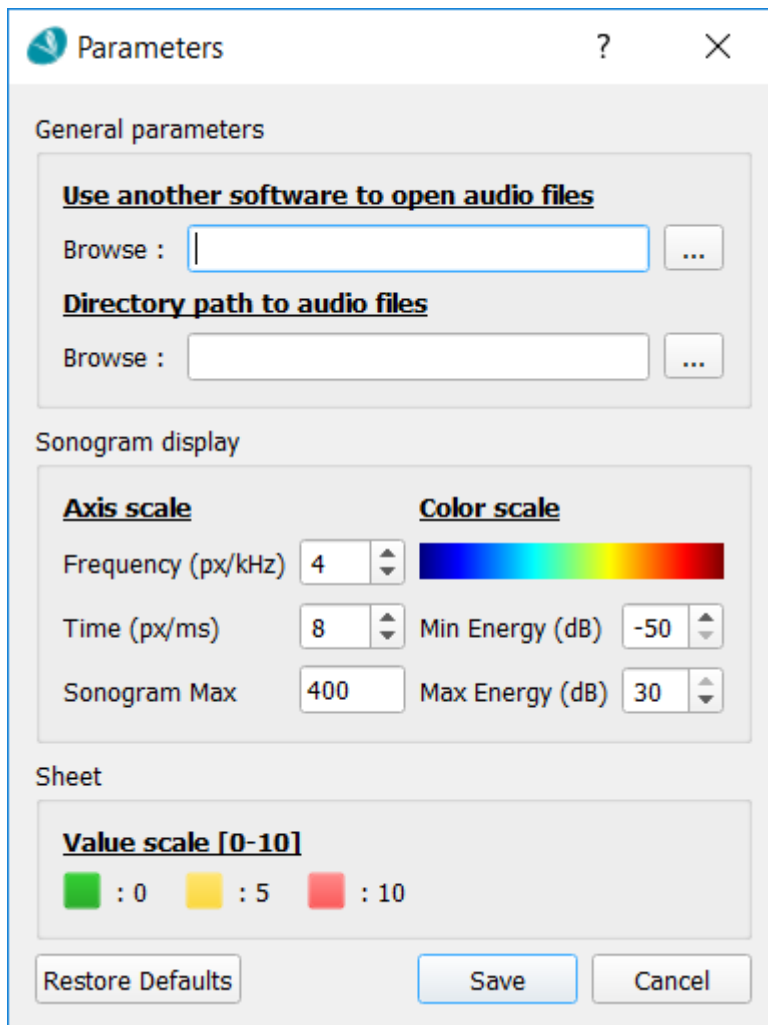 Parameters ?
General parameters
Use another software to open audio files
Browse : ...
Directory path to audio files
Browse : ...
Sonogram display
Axis scale Color scale
Frequency (px/kHz) 4
Time (px/ms) 8 Min Energy (dB) -50
Sonogram Max 400 Max Energy (dB) 30
Sheet
Value scale [0-10]
: 0 : 5 : 10
Restore Defaults Save Cancel